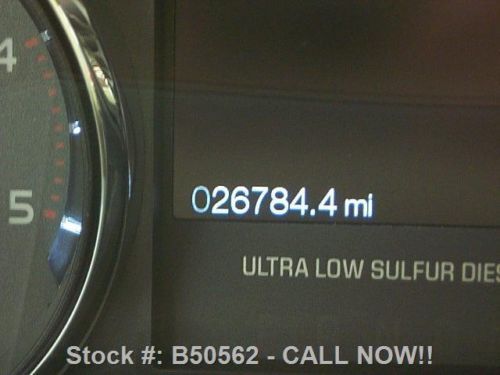 4
5
026784.4 mi
ULTRA LOW SULFUR DIES
Stock #: B50562 - CALL NOW!!